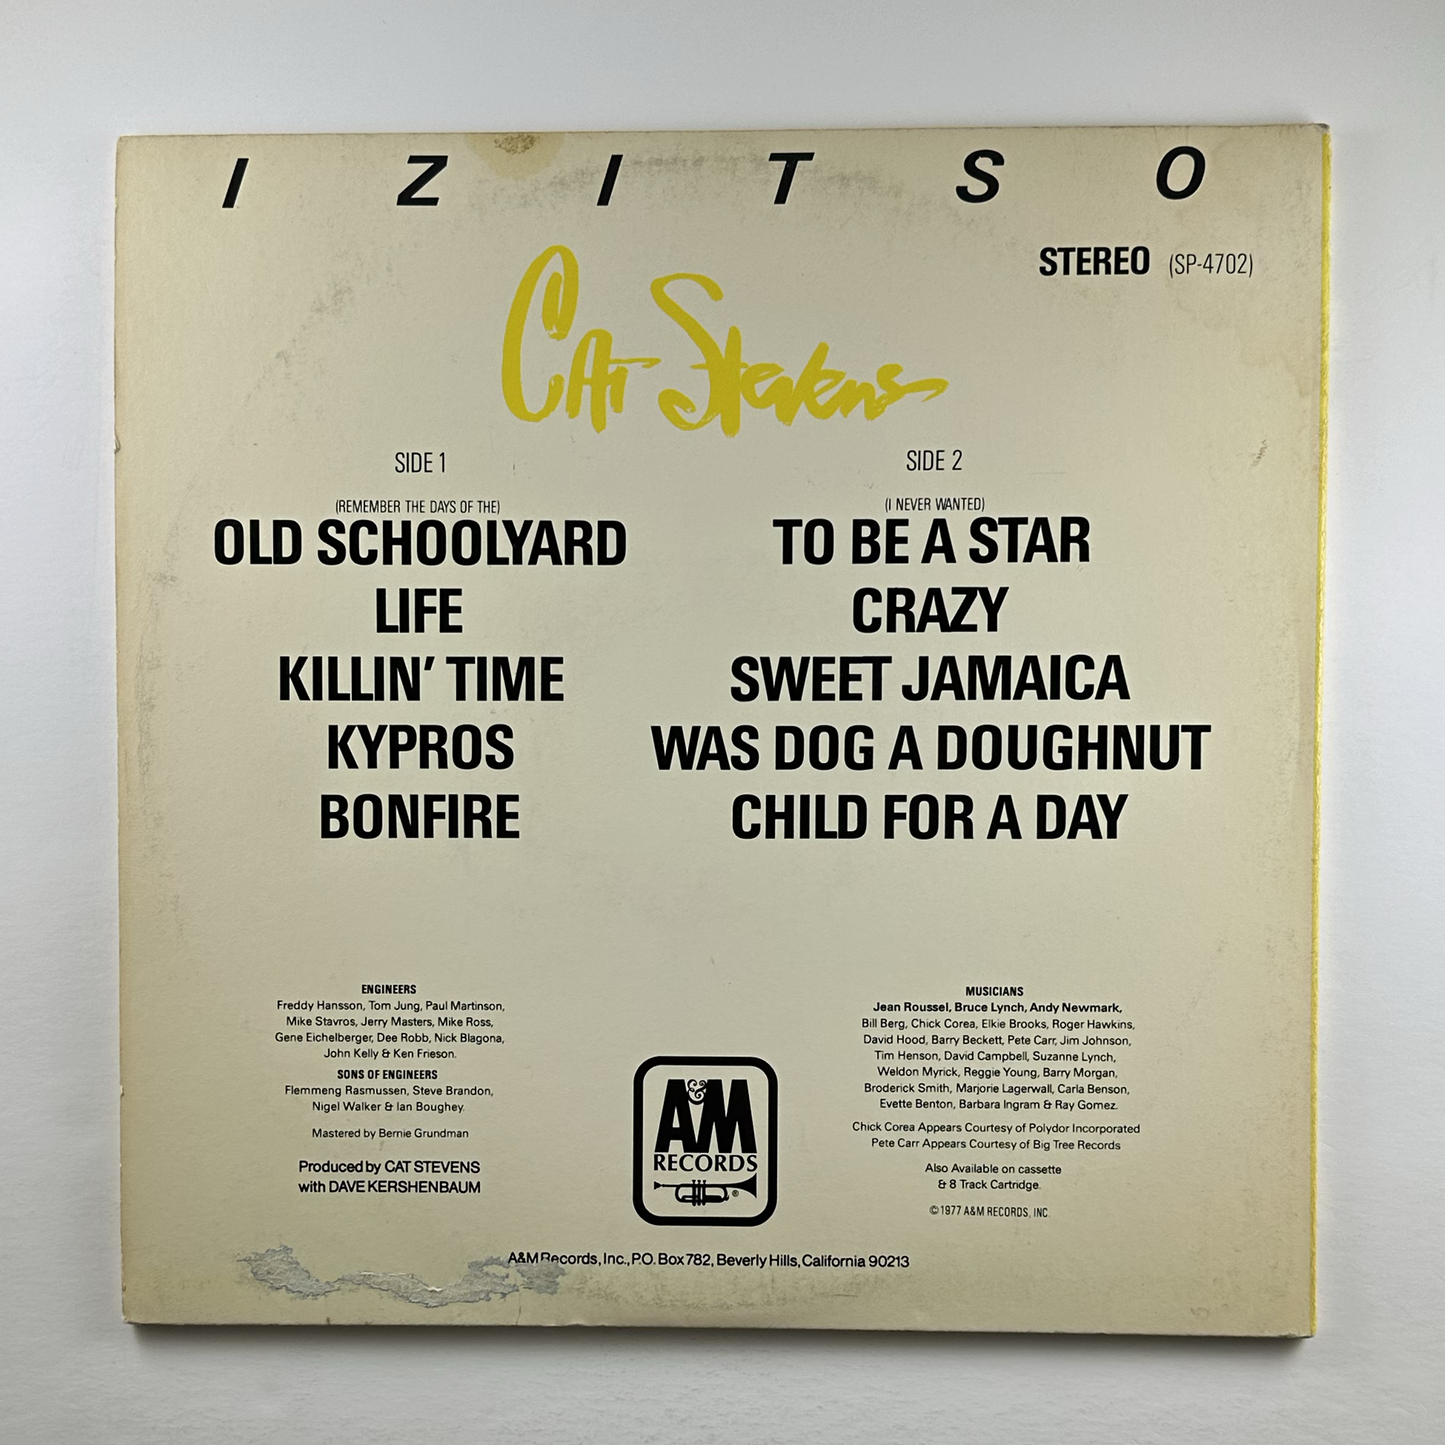 I Z I T S O
STEREO (SP-4702)
Cat Stevens
SIDE 1
(REMEMBER THE DAYS OF THE)
OLD SCHOOLYARD
LIFE
KILLIN' TIME
KYPROS
BONFIRE
SIDE 2
(I NEVER WANTED)
TO BE A STAR
CRAZY
SWEET JAMAICA
WAS DOG A DOUGHNUT
CHILD FOR A DAY
ENGINEERS
Freddy Hansson, Tom Jung, Paul Martinson,
Mike Stavros, Jerry Masters, Mike Ross,
Gene Eichelberger, Dee Robb, Nick Blagona,
John Kelly & Ken Frieson.
SONS OF ENGINEERS
Flemmeng Rasmussen, Steve Brandon,
Nigel Walker & Ian Boughey.
Mastered by Bernie Grundman
Produced by CAT STEVENS
with DAVE KERSHENBAUM
A&M
RECORDS
®
MUSICIANS
Jean Roussel, Bruce Lynch, Andy Newmark,
Bill Berg, Chick Corea, Elkie Brooks, Roger Hawkins,
David Hood, Barry Beckett, Pete Carr, Jim Johnson,
Tim Henson, David Campbell, Suzanne Lynch,
Weldon Myrick, Reggie Young, Barry Morgan,
Broderick Smith, Marjorie Lagerwall, Carla Benson,
Evette Benton, Barbara Ingram & Ray Gomez.
Chick Corea Appears Courtesy of Polydor Incorporated
Pete Carr Appears Courtesy of Big Tree Records
Also Available on cassette
& 8 Track Cartridge.
©1977 A&M RECORDS, INC.
A&M Records, Inc., P.O. Box 782, Beverly Hills, California 90213